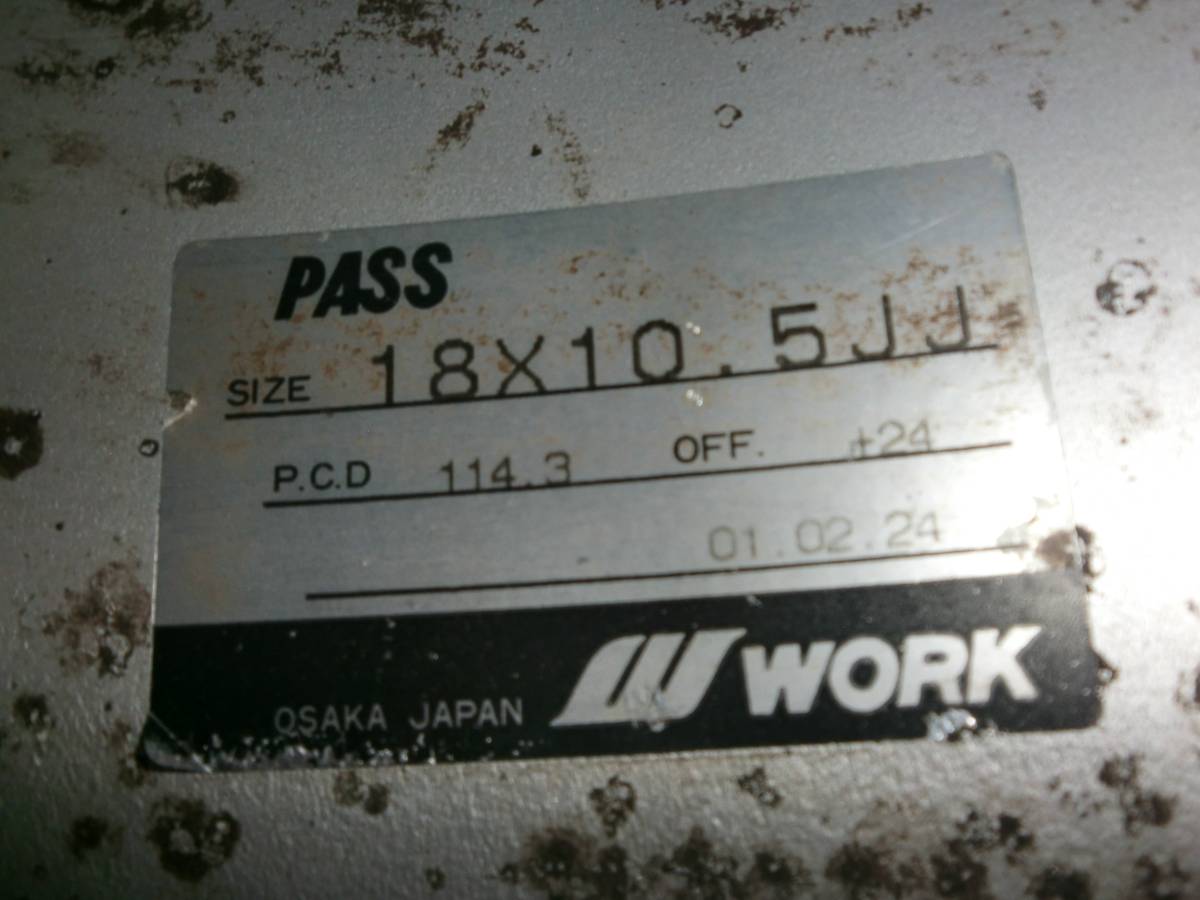 PASS
SIZE 18X10.5JJ
P.C.D 114.3 OFF. +24
01.02.24
OSAKA JAPAN W WORK